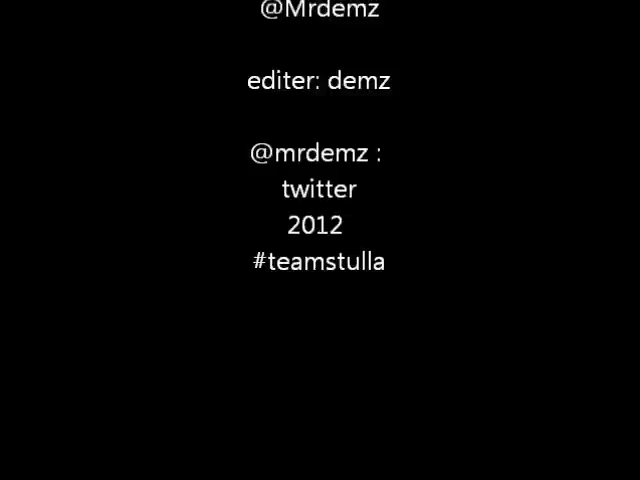 @Mrdemz
editer: demz
@mrdemz :
twitter
2012
#teamstulla